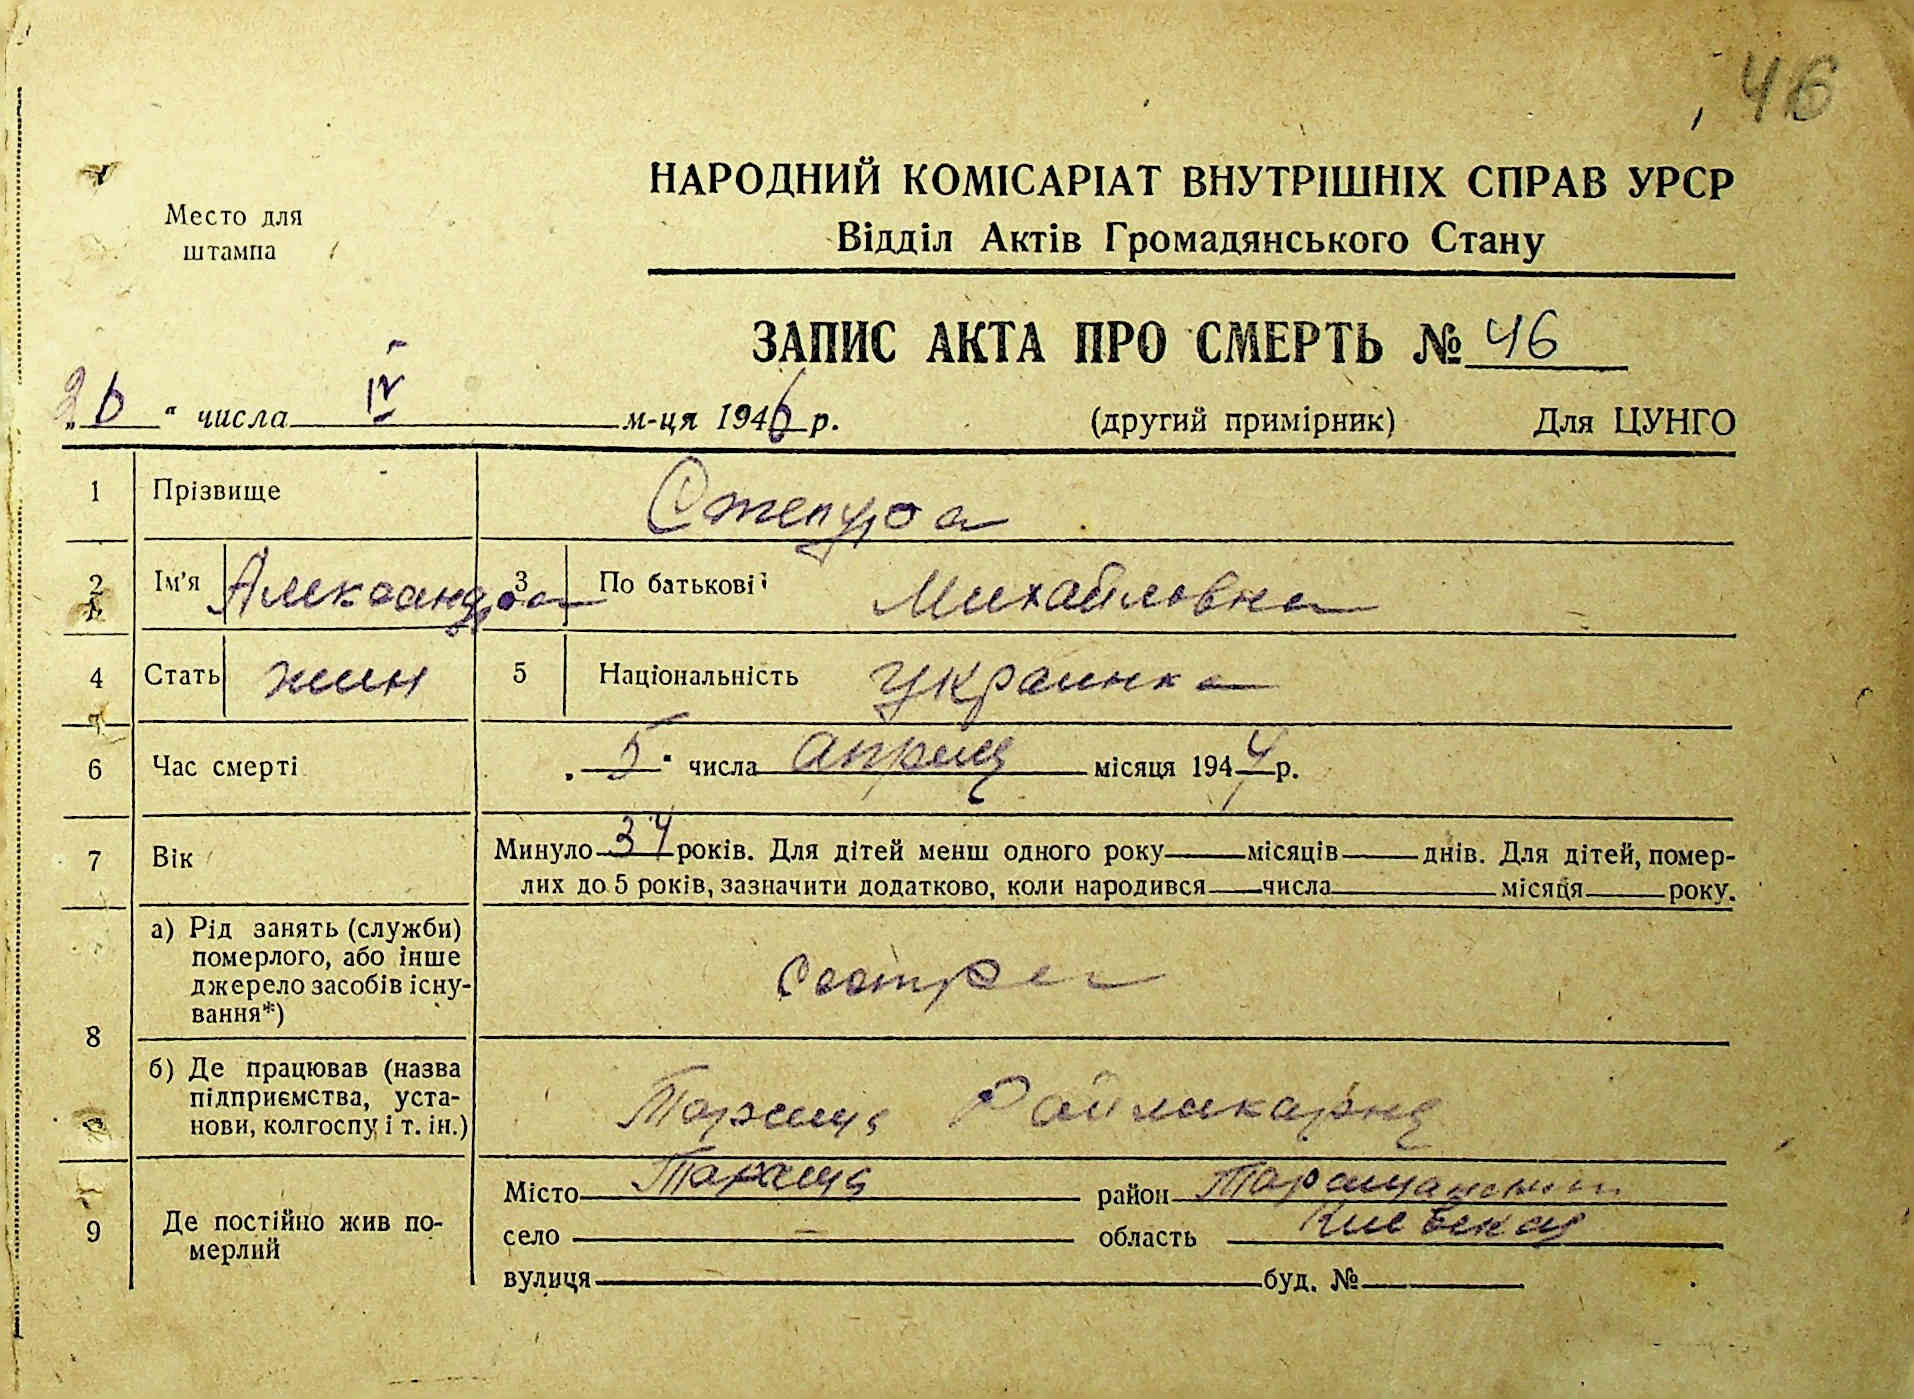 46
НАРОДНИЙ КОМІСАРІАТ ВНУТРІШНІХ СПРАВ УРСР
Место для
штампа
Відділ Актів Громадянського Стану
ЗАПИС АКТА ПРО СМЕРТЬ № 46
„26“ числа IV м-ця 1946 р. (другий примірник) Для ЦУНГО
1 Прізвище Степура
2 Ім'я Александра 3 По батькові Михайловна
4 Стать жин 5 Національність украинка
6 Час смерті „5“ числа апреля місяця 1944 р.
7 Вік Минуло 34 років. Для дітей менш одного року місяців днів. Для дітей, помер-
лих до 5 років, зазначити додатково, коли народився числа місяця року.
8 а) Рід занять (служби)
померлого, або інше
джерело засобів існу-
вання*)
сестра
б) Де працював (назва
підприємства, уста-
нови, колгоспу і т. ін.)
Тараща Райлікарня
9 Де постійно жив по-
мерлий
Місто Тараща район Таращанский
село — область Киевская
вулиця буд. №